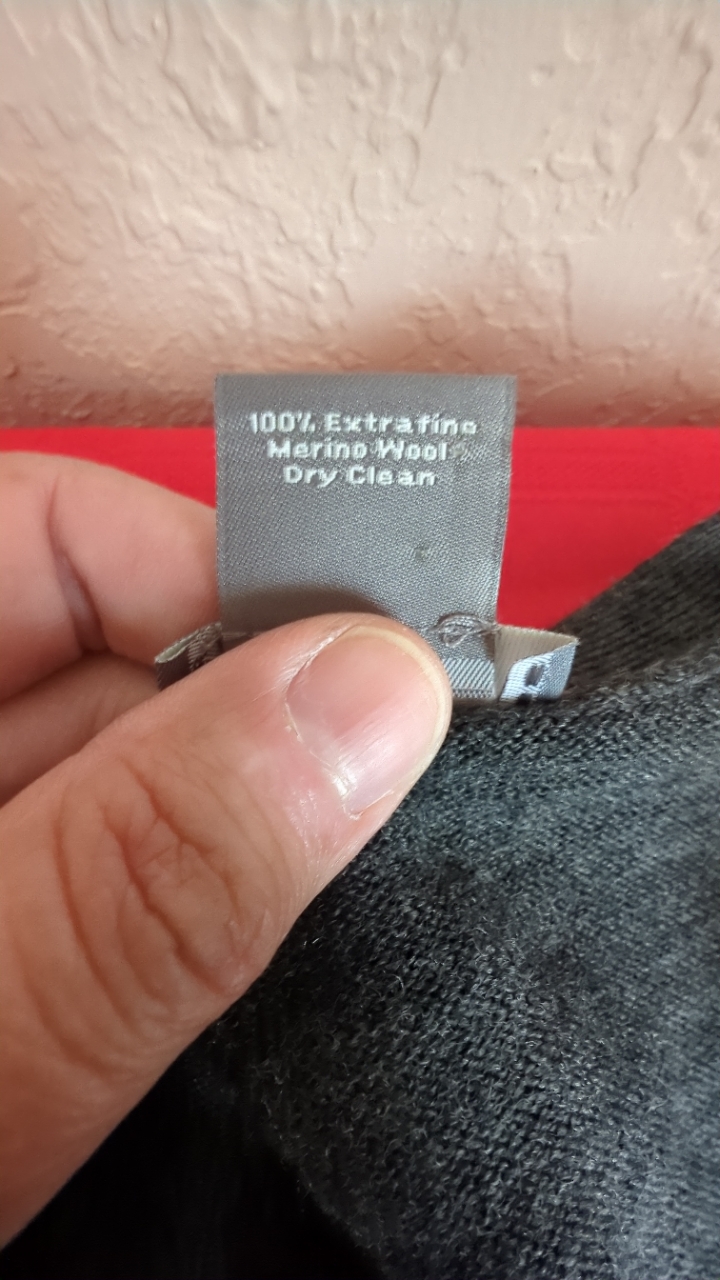 100% Extrafine
Merino Wool
Dry Clean